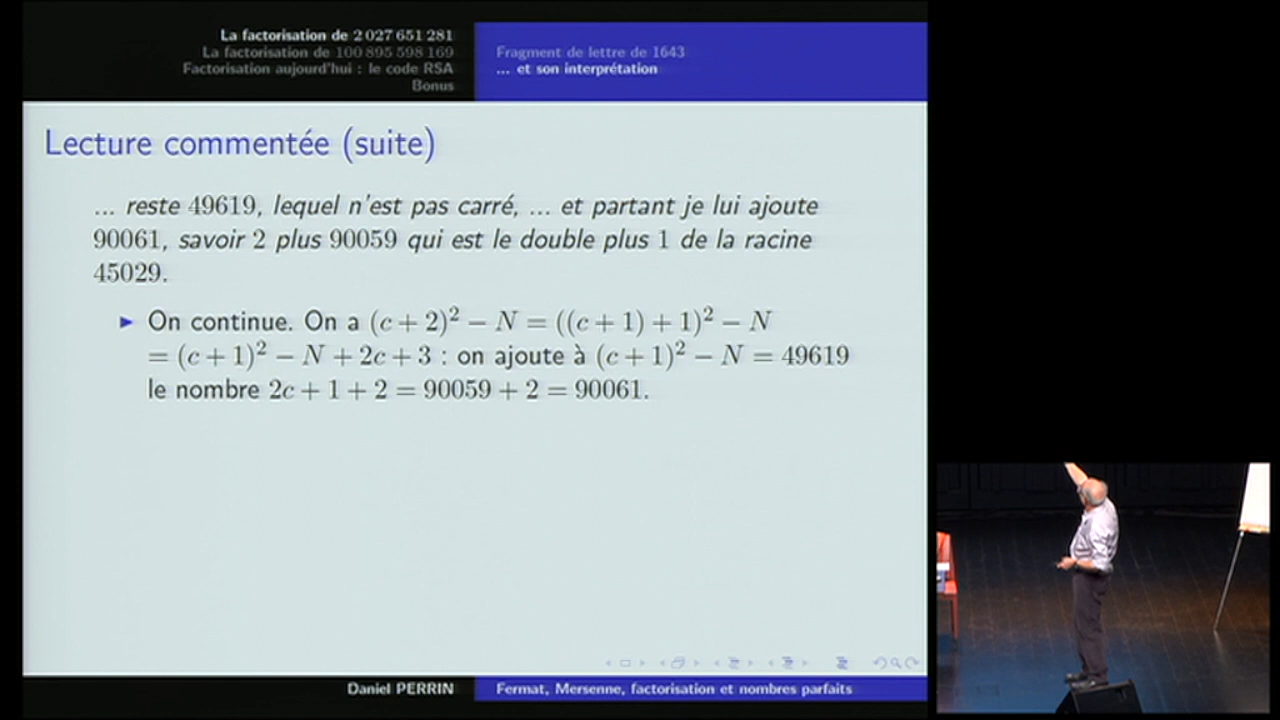 La factorisation de 2 027 651 281
La factorisation de 100 895 598 169
Factorisation aujourd'hui : le code RSA
Bonus
Fragment de lettre de 1643
... et son interprétation
Lecture commentée (suite)
... reste 49619, lequel n'est pas carré, ... et partant je lui ajoute
90061, savoir 2 plus 90059 qui est le double plus 1 de la racine
45029.
► On continue. On a (c + 2)² − N = ((c + 1) + 1)² − N
= (c + 1)² − N + 2c + 3 : on ajoute à (c + 1)² − N = 49619
le nombre 2c + 1 + 2 = 90059 + 2 = 90061.
Daniel PERRIN
Fermat, Mersenne, factorisation et nombres parfaits